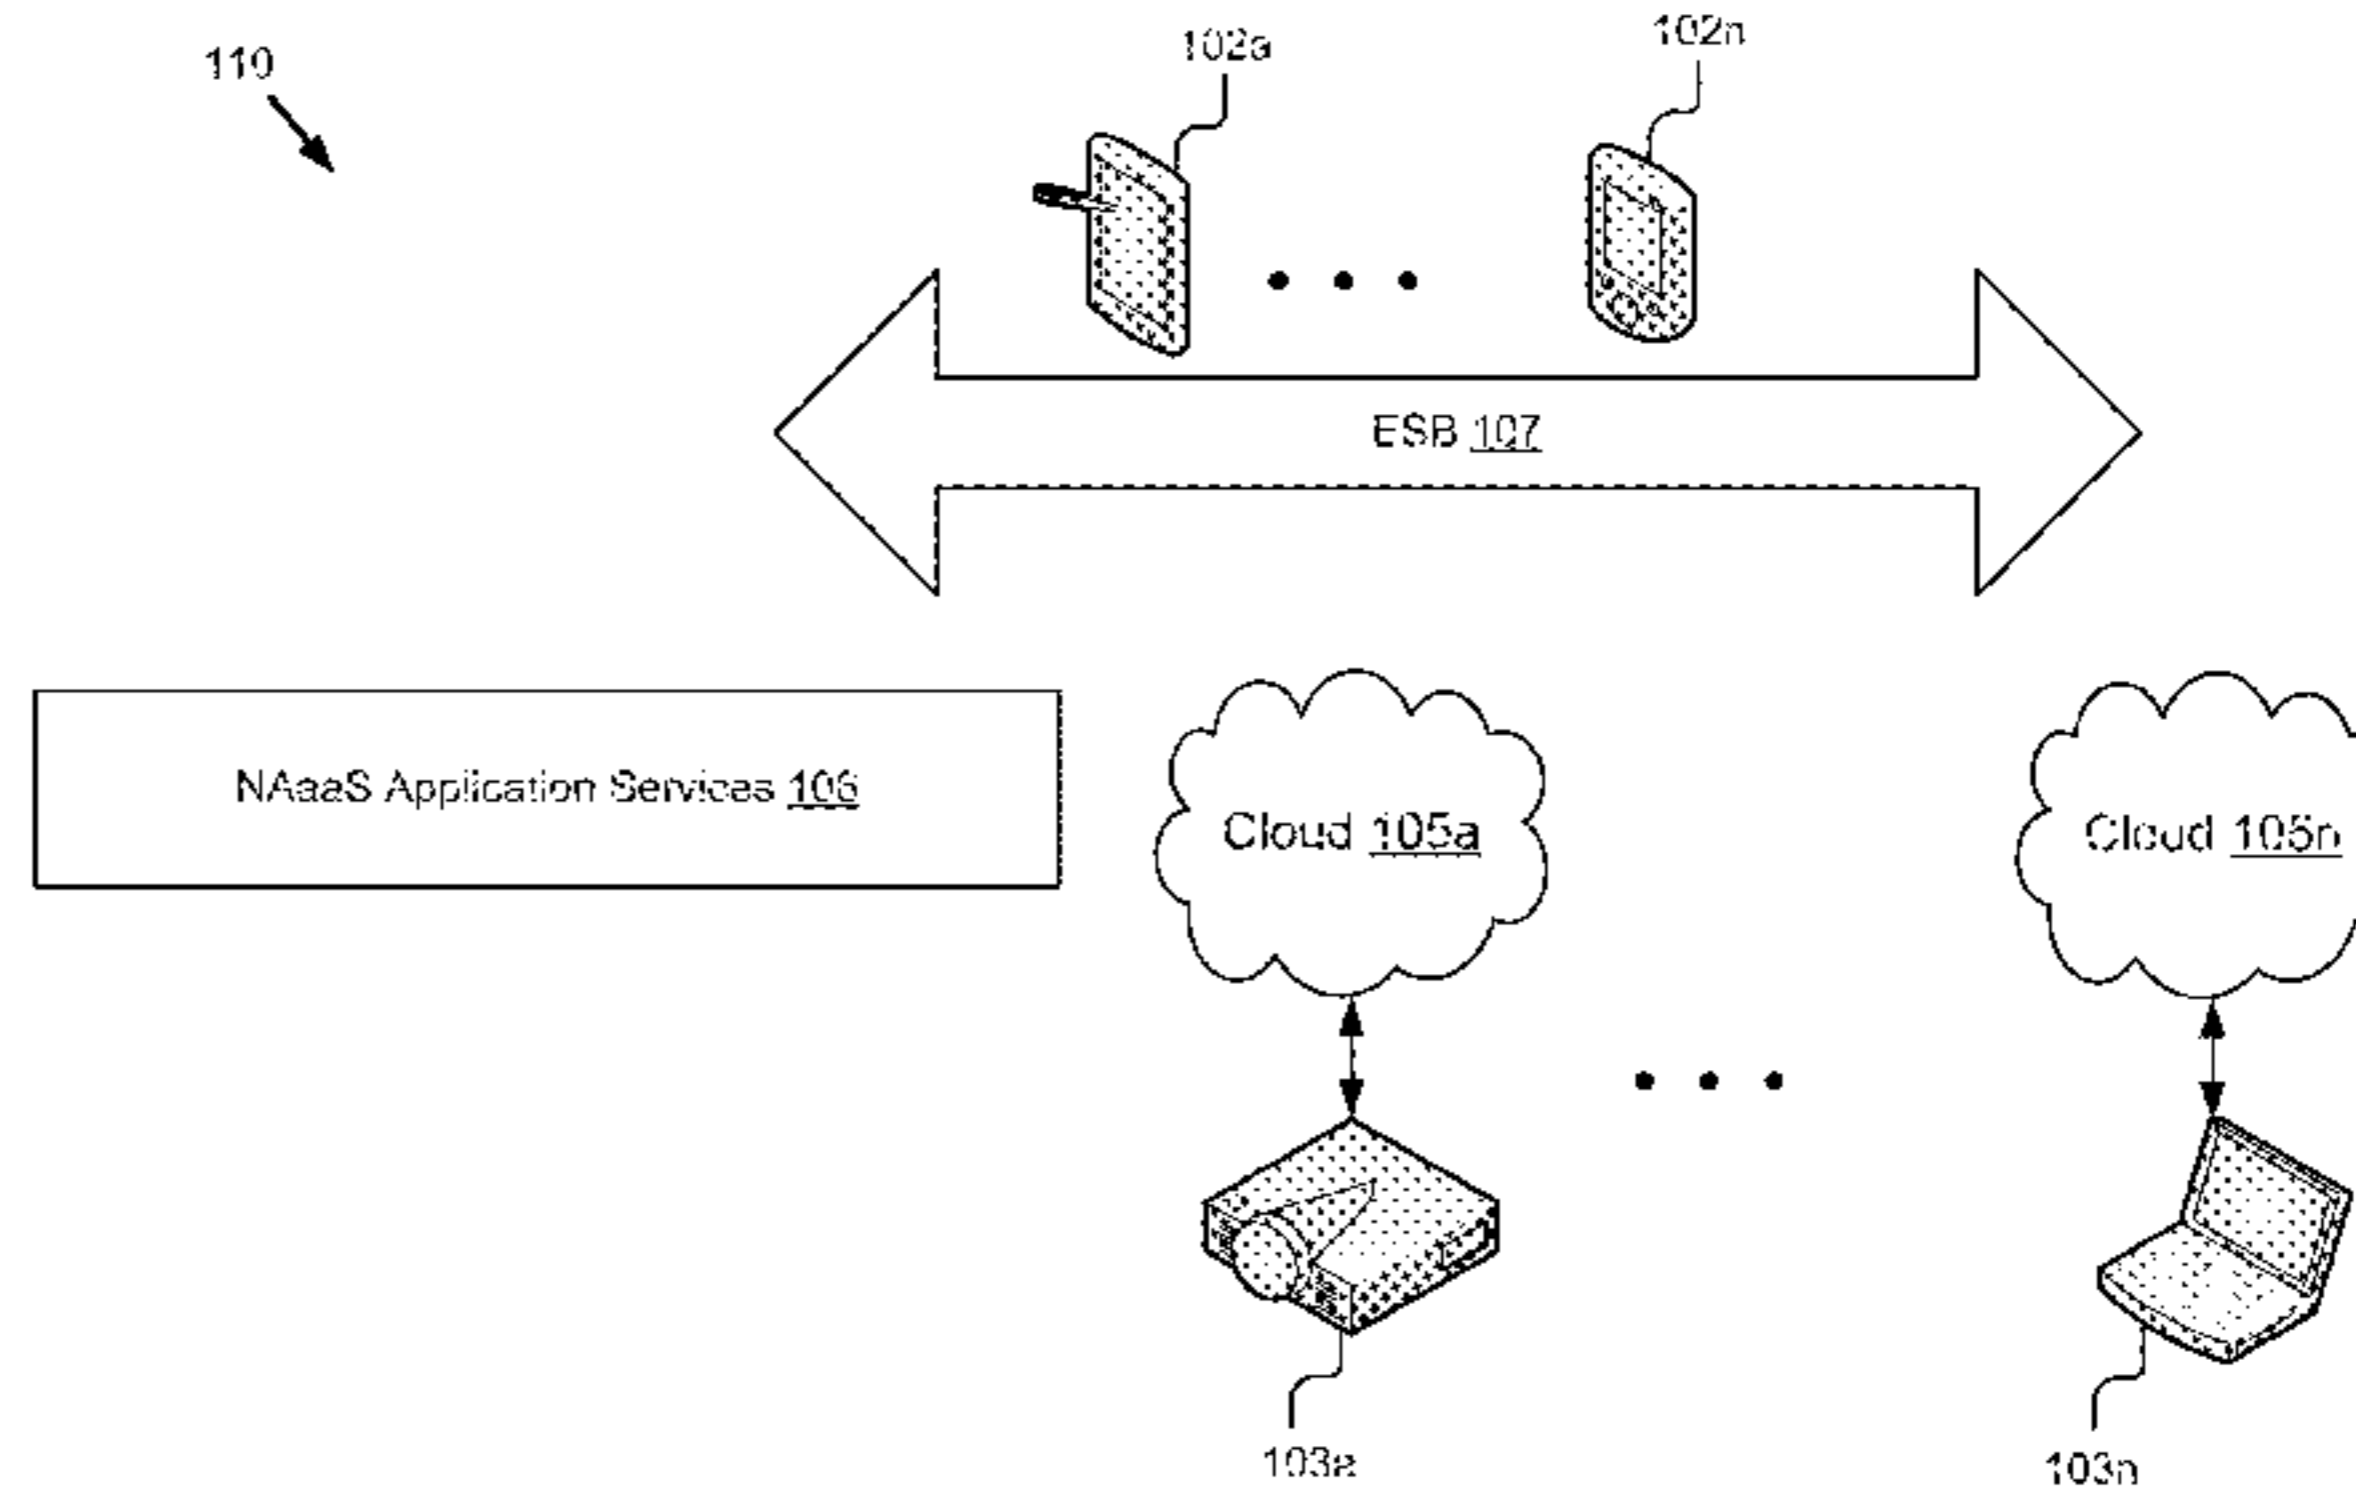 110
102a
102n
ESB 107
NAaaS Application Services 106
Cloud 105a
Cloud 105n
103a
103n